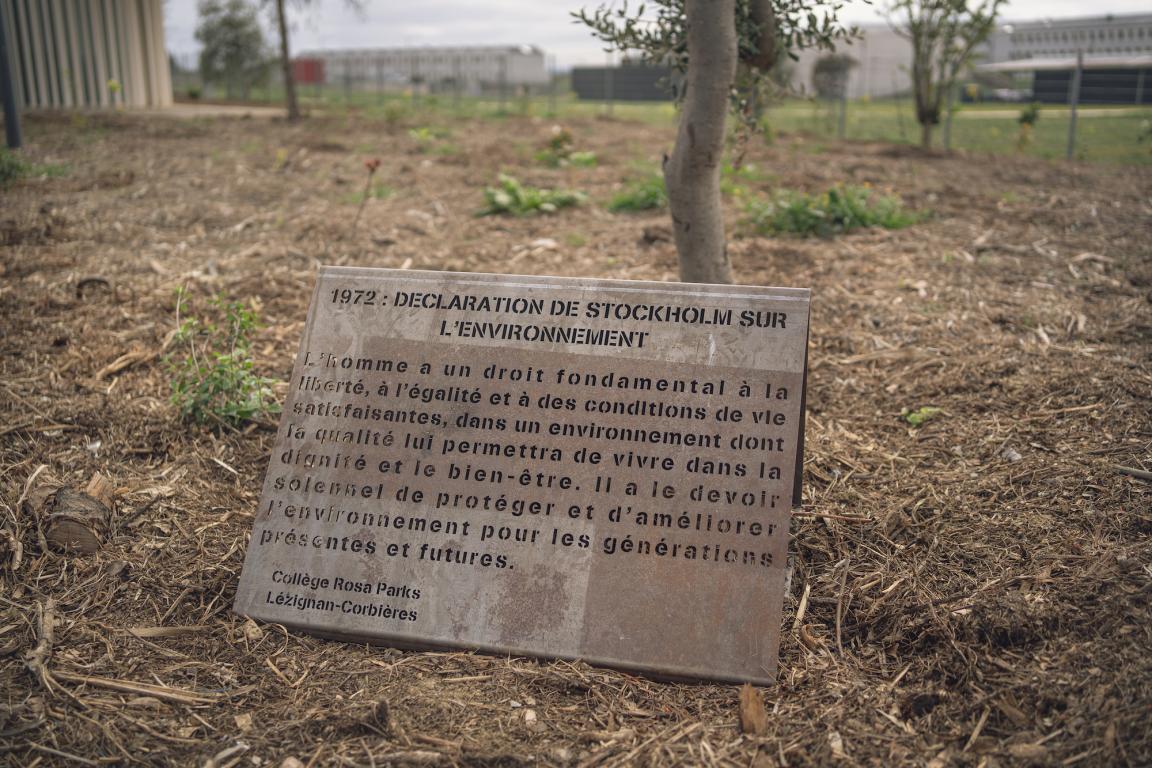 1972 : DECLARATION DE STOCKHOLM SUR
L'ENVIRONNEMENT
L'homme a un droit fondamental à la
liberté, à l'égalité et à des conditions de vie
satisfaisantes, dans un environnement dont
la qualité lui permettra de vivre dans la
dignité et le bien-être. Il a le devoir
solennel de protéger et d'améliorer
l'environnement pour les générations
présentes et futures.
Collège Rosa Parks
Lézignan-Corbières